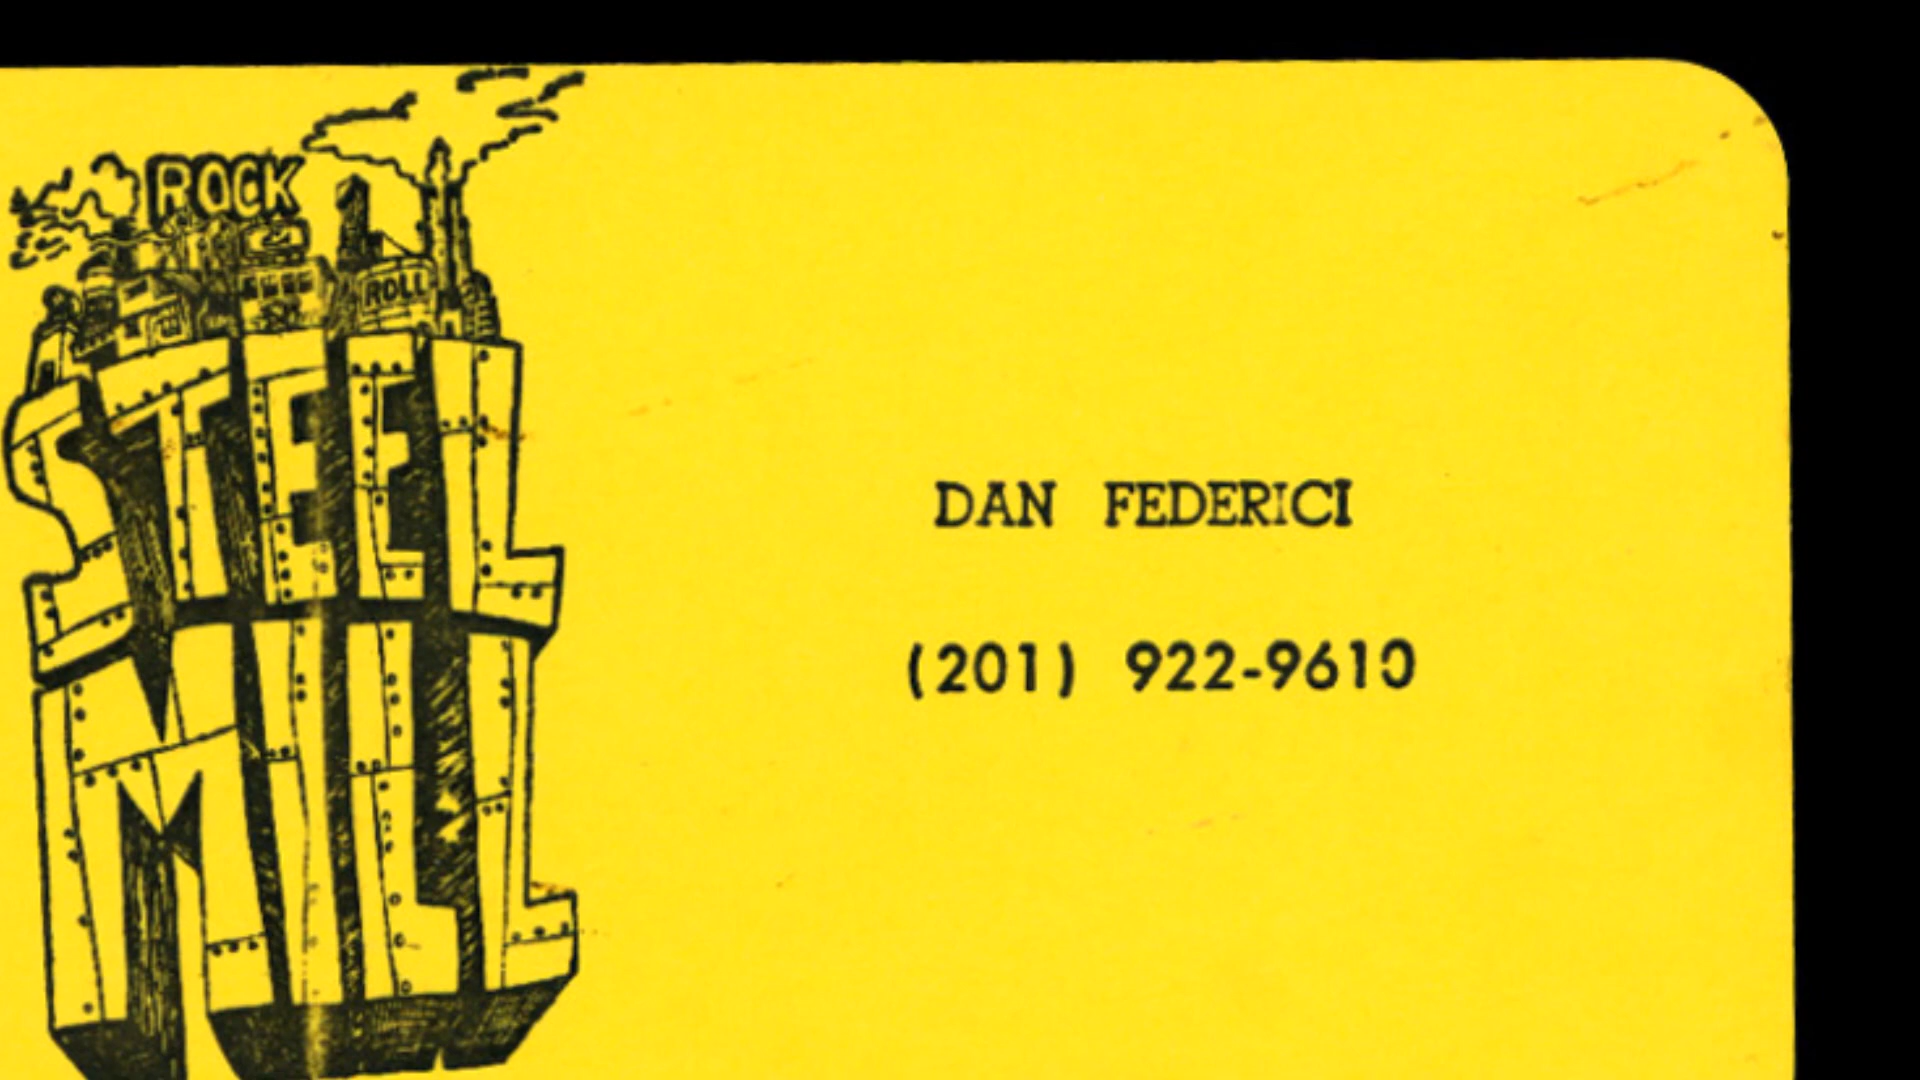 ROCK
ROLL
STEEL
MILL
DAN FEDERICI
(201) 922-9610